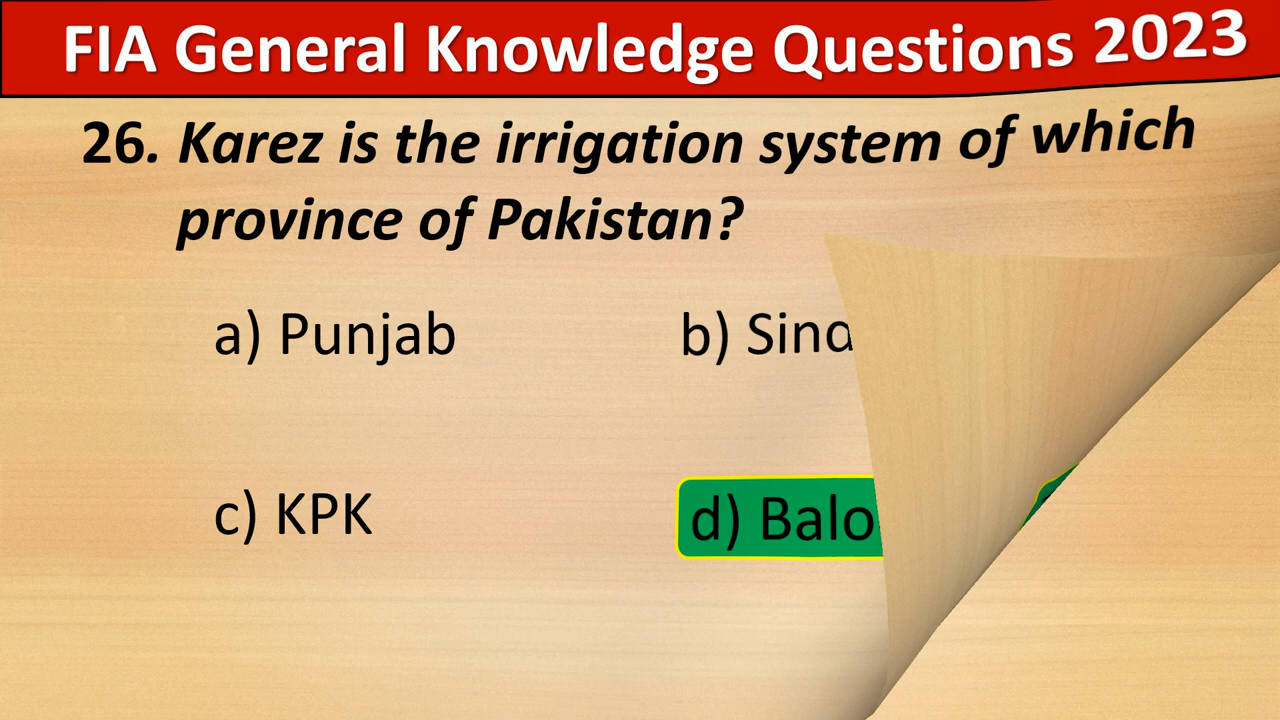 FIA General Knowledge Questions 2023
26. Karez is the irrigation system of which
province of Pakistan?
a) Punjab
b) Sind
c) KPK
d) Balo